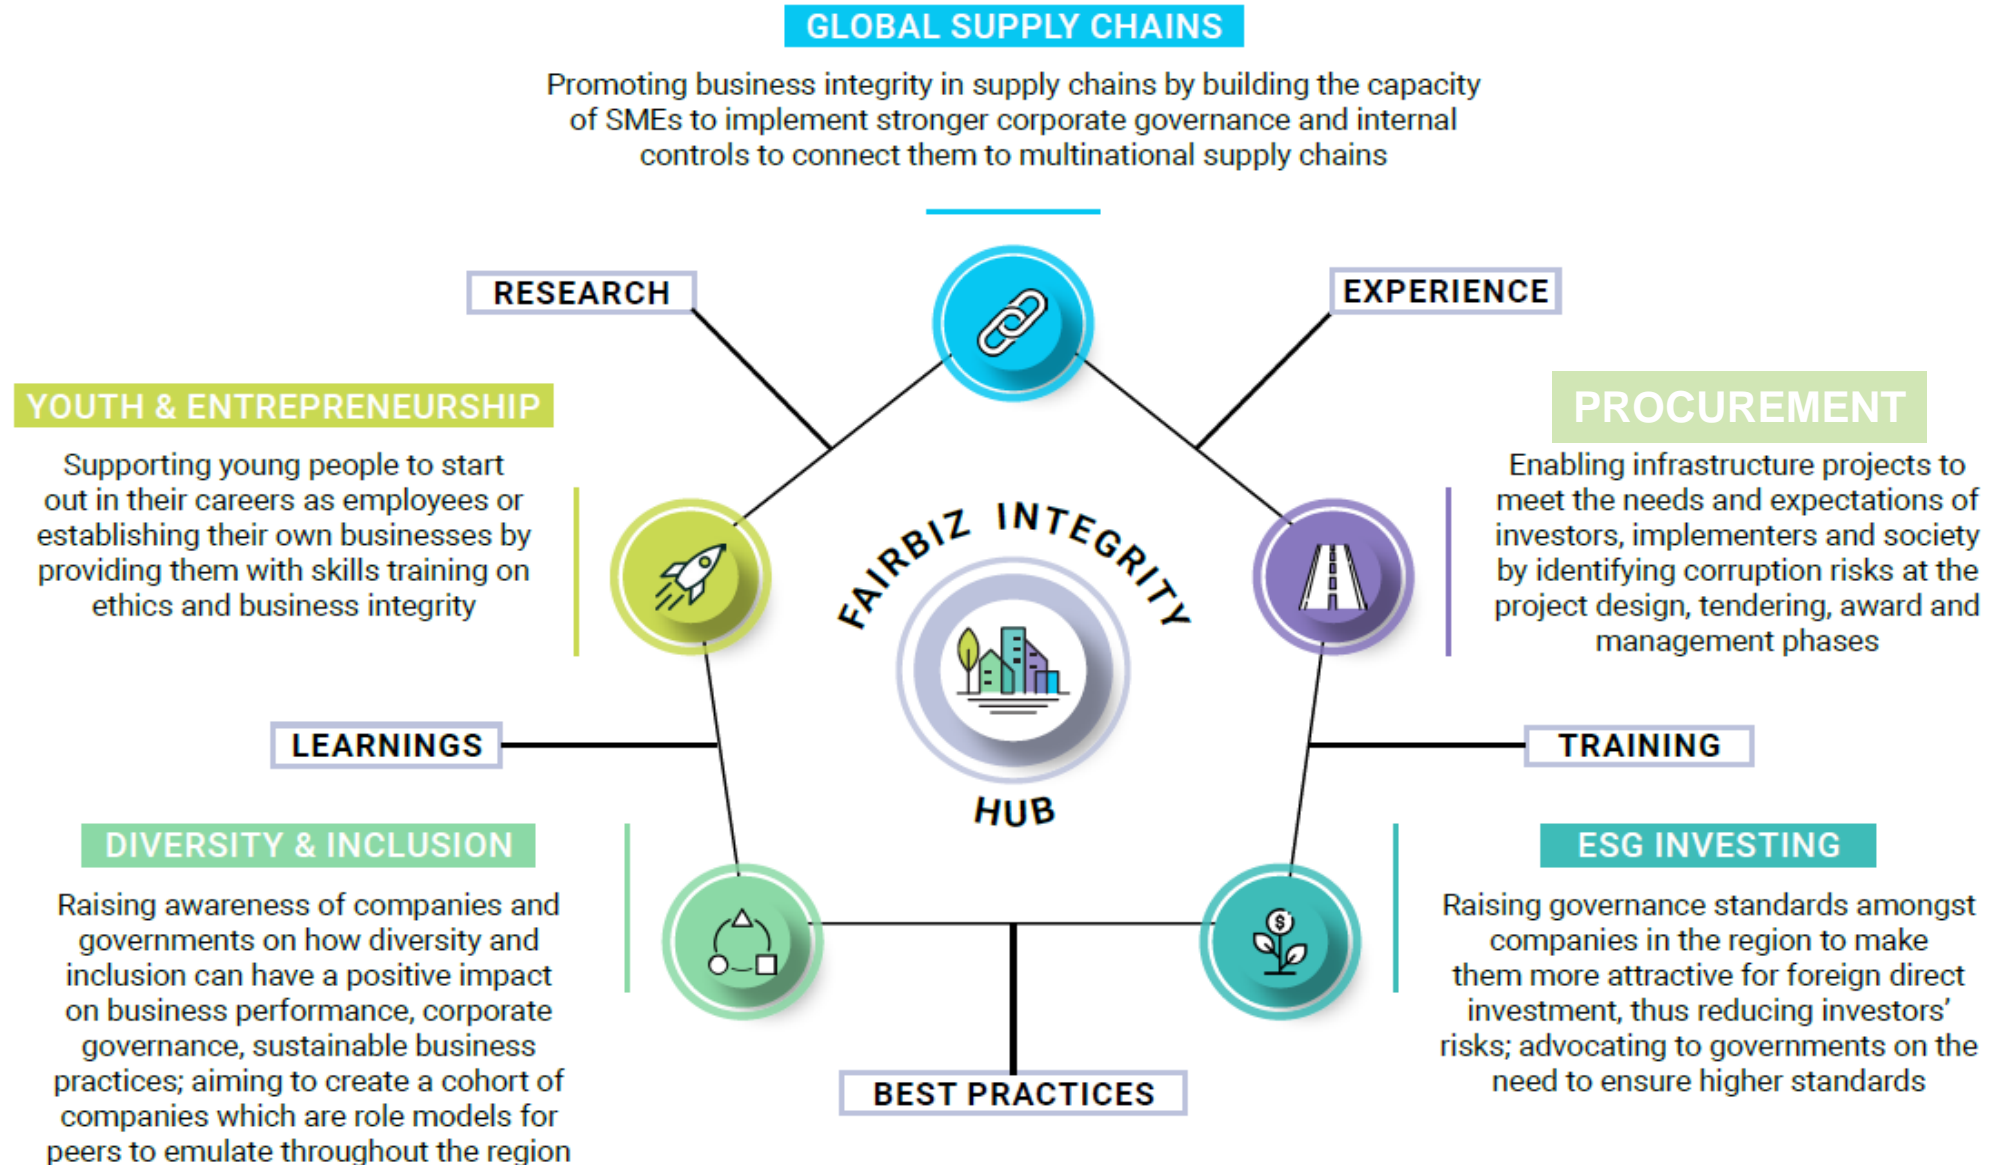 GLOBAL SUPPLY CHAINS
Promoting business integrity in supply chains by building the capacity
of SMEs to implement stronger corporate governance and internal
controls to connect them to multinational supply chains
RESEARCH
EXPERIENCE
YOUTH & ENTREPRENEURSHIP
Supporting young people to start
out in their careers as employees or
establishing their own businesses by
providing them with skills training on
ethics and business integrity
PROCUREMENT
Enabling infrastructure projects to
meet the needs and expectations of
investors, implementers and society
by identifying corruption risks at the
project design, tendering, award and
management phases
FAIRBIZ INTEGRITY
HUB
LEARNINGS
TRAINING
DIVERSITY & INCLUSION
Raising awareness of companies and
governments on how diversity and
inclusion can have a positive impact
on business performance, corporate
governance, sustainable business
practices; aiming to create a cohort of
companies which are role models for
peers to emulate throughout the region
$
ESG INVESTING
Raising governance standards amongst
companies in the region to make
them more attractive for foreign direct
investment, thus reducing investors’
risks; advocating to governments on the
need to ensure higher standards
BEST PRACTICES